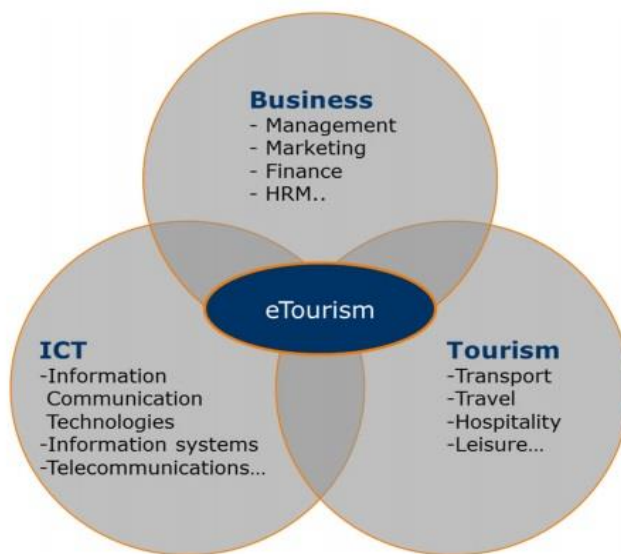 Business
- Management
- Marketing
- Finance
- HRM..
eTourism
ICT
-Information
Communication
Technologies
-Information systems
-Telecommunications...
Tourism
-Transport
-Travel
-Hospitality
-Leisure...